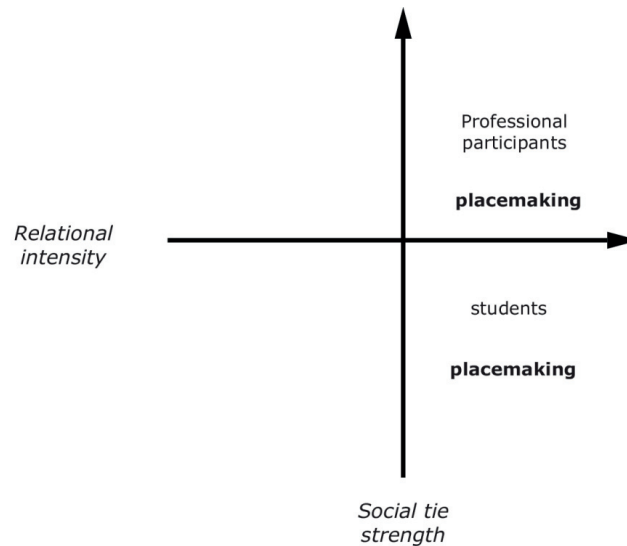 Professional
participants
placemaking
Relational
intensity
students
placemaking
Social tie
strength